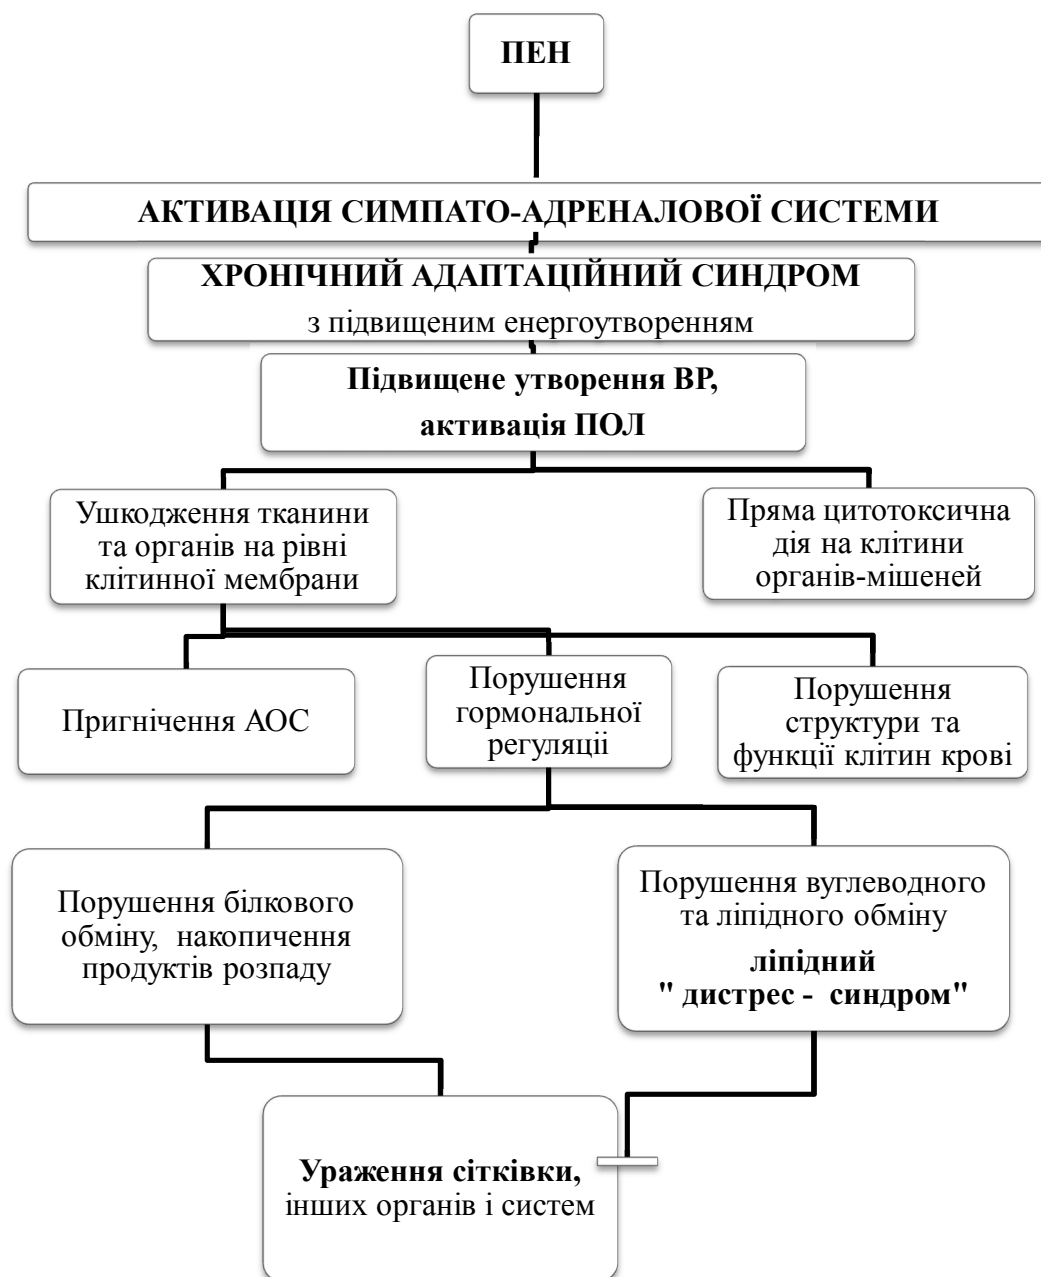 ПЕН
АКТИВАЦІЯ СИМПАТО-АДРЕНАЛОВОЇ СИСТЕМИ
ХРОНІЧНИЙ АДАПТАЦІЙНИЙ СИНДРОМ
з підвищеним енергоутворенням
Підвищене утворення ВР,
активація ПОЛ
Ушкодження тканини
та органів на рівні
клітинної мембрани
Пряма цитотоксична
дія на клітини
органів-мішеней
Пригнічення АОС
Порушення
гормональної
регуляції
Порушення
структури та
функції клітин крові
Порушення білкового
обміну, накопичення
продуктів розпаду
Порушення вуглеводного
та ліпідного обміну
ліпідний
" дистрес - синдром"
Ураження сітківки,
інших органів і систем